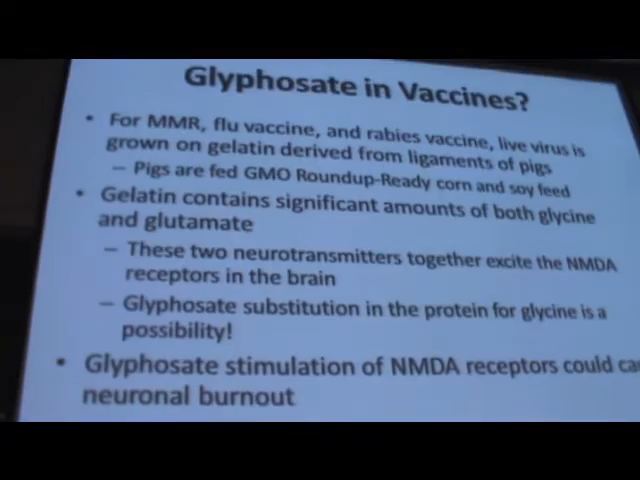 Glyphosate in Vaccines?
• For MMR, flu vaccine, and rabies vaccine, live virus is
grown on gelatin derived from ligaments of pigs
– Pigs are fed GMO Roundup-Ready corn and soy feed
• Gelatin contains significant amounts of both glycine
and glutamate
– These two neurotransmitters together excite the NMDA
receptors in the brain
– Glyphosate substitution in the protein for glycine is a
possibility!
• Glyphosate stimulation of NMDA receptors could
neuronal burnout